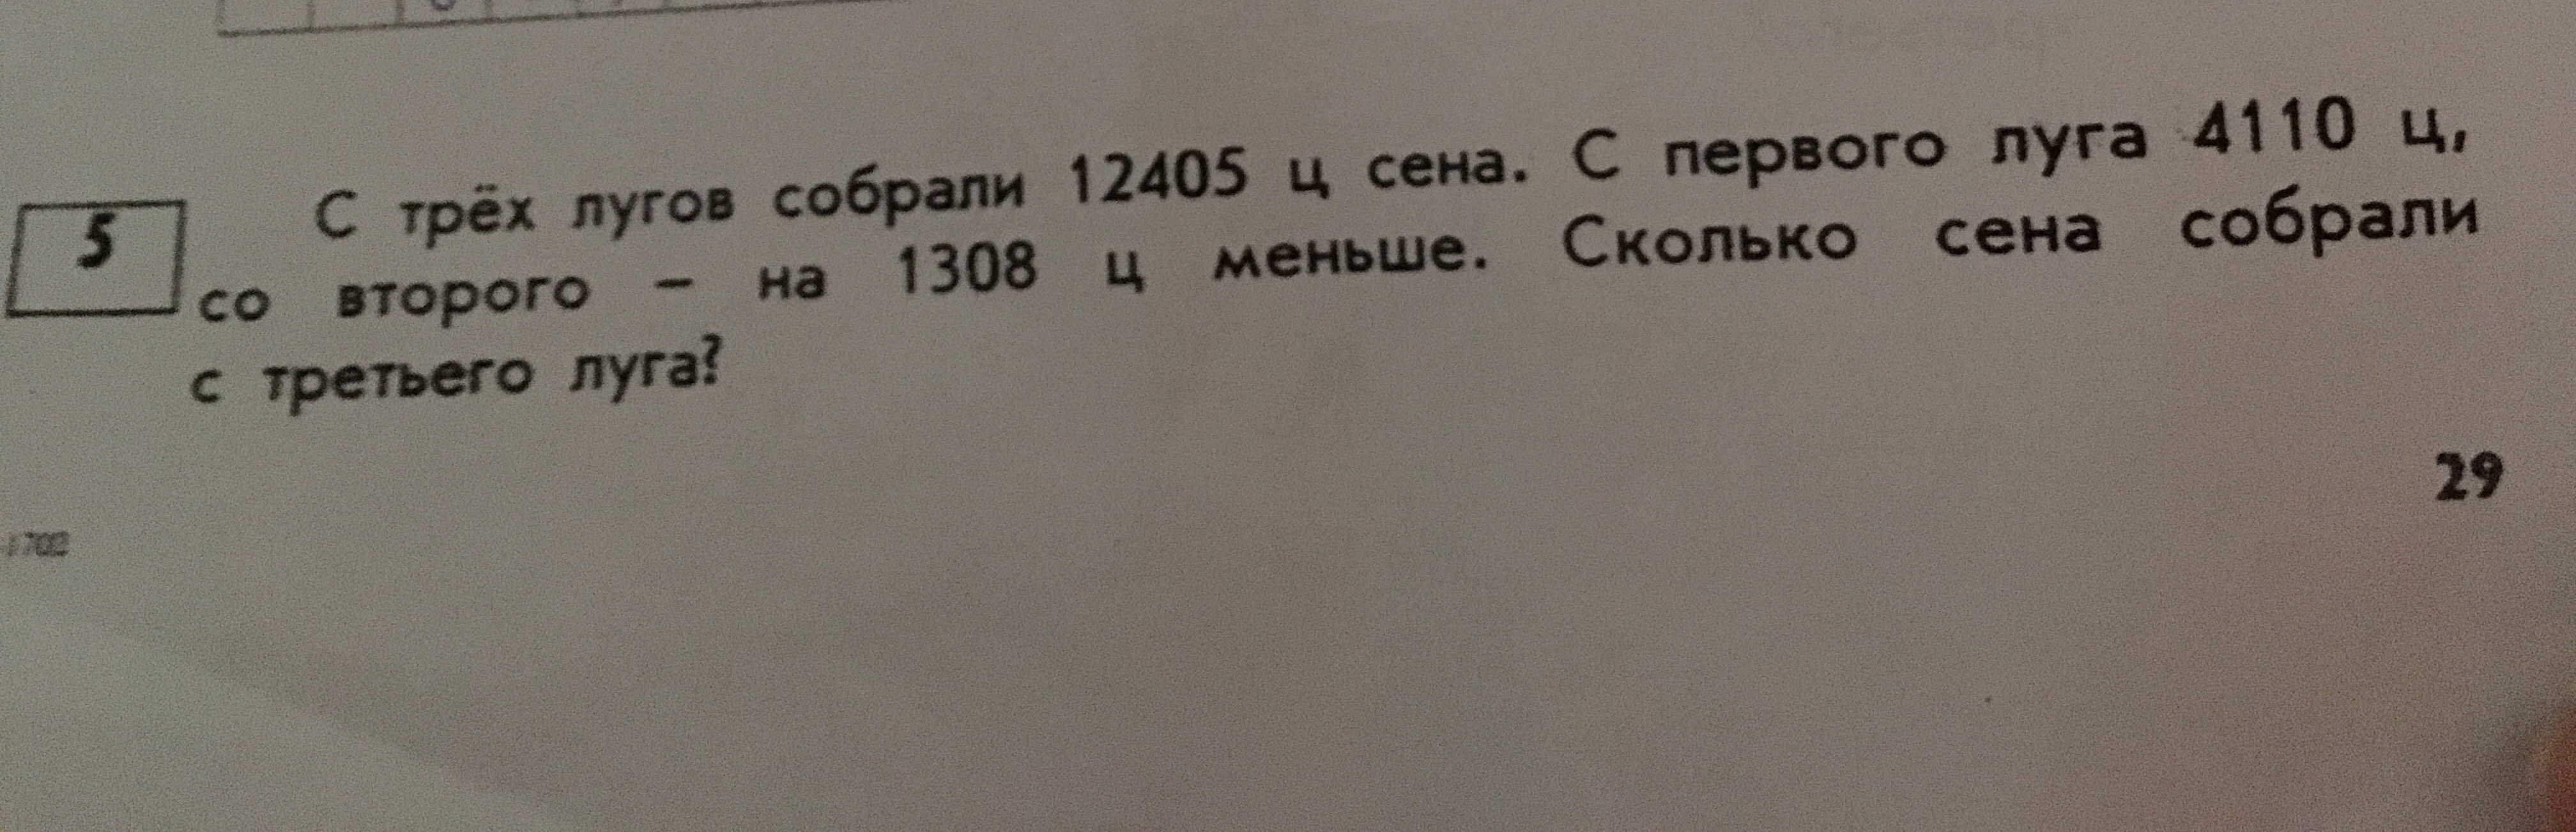 5
С трёх лугов собрали 12405 ц сена. С первого луга 4110 ц,
со второго – на 1308 ц меньше. Сколько сена собрали
с третьего луга?
29